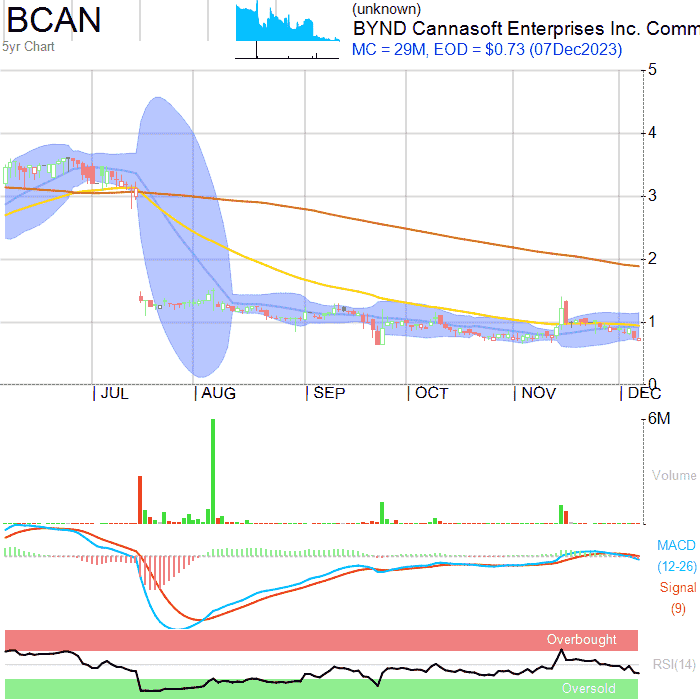 BCAN
5yr Chart
(unknown)
BYND Cannasoft Enterprises Inc. Comm
MC = 29M, EOD = $0.73 (07Dec2023)
5
4
3
2
1
0
JUL AUG SEP OCT NOV DEC
6M
Volume
MACD
(12-26)
Signal
(9)
Overbought
RSI(14)
Oversold